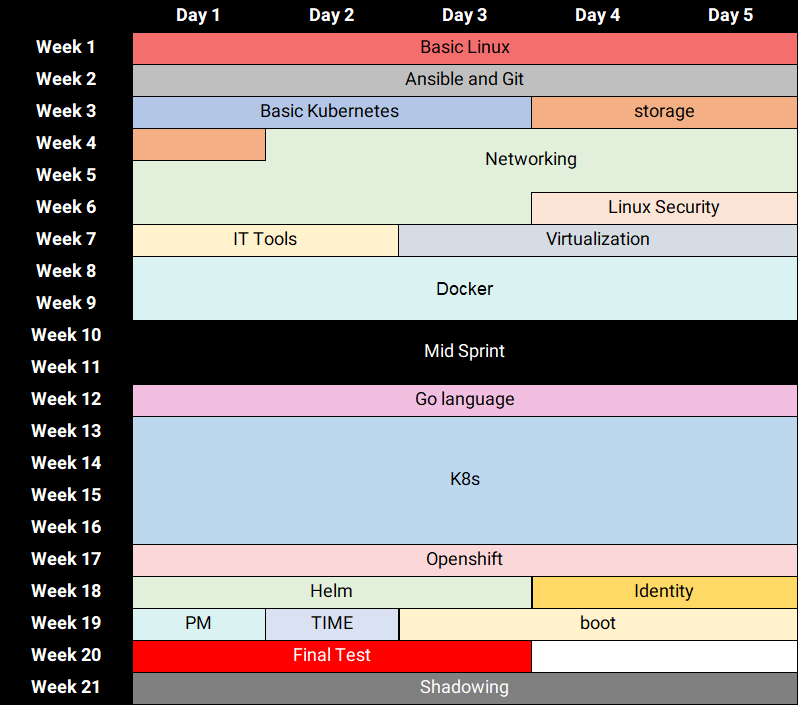 Day 1 Day 2 Day 3 Day 4 Day 5
Week 1 Basic Linux
Week 2 Ansible and Git
Week 3 Basic Kubernetes storage
Week 4
Networking
Week 5
Week 6 Linux Security
Week 7 IT Tools Virtualization
Week 8
Docker
Week 9
Week 10
Mid Sprint
Week 11
Week 12 Go language
Week 13
Week 14
K8s
Week 15
Week 16
Week 17 Openshift
Week 18 Helm Identity
Week 19 PM TIME boot
Week 20 Final Test
Week 21 Shadowing